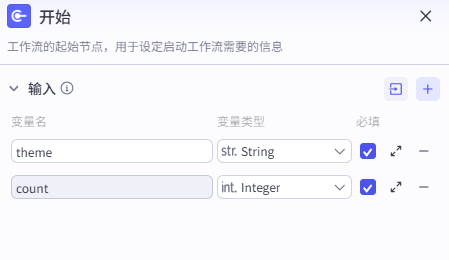 开始
工作流的起始节点，用于设定启动工作流需要的信息
输入
变量名 变量类型 必填
theme str. String
count int. Integer